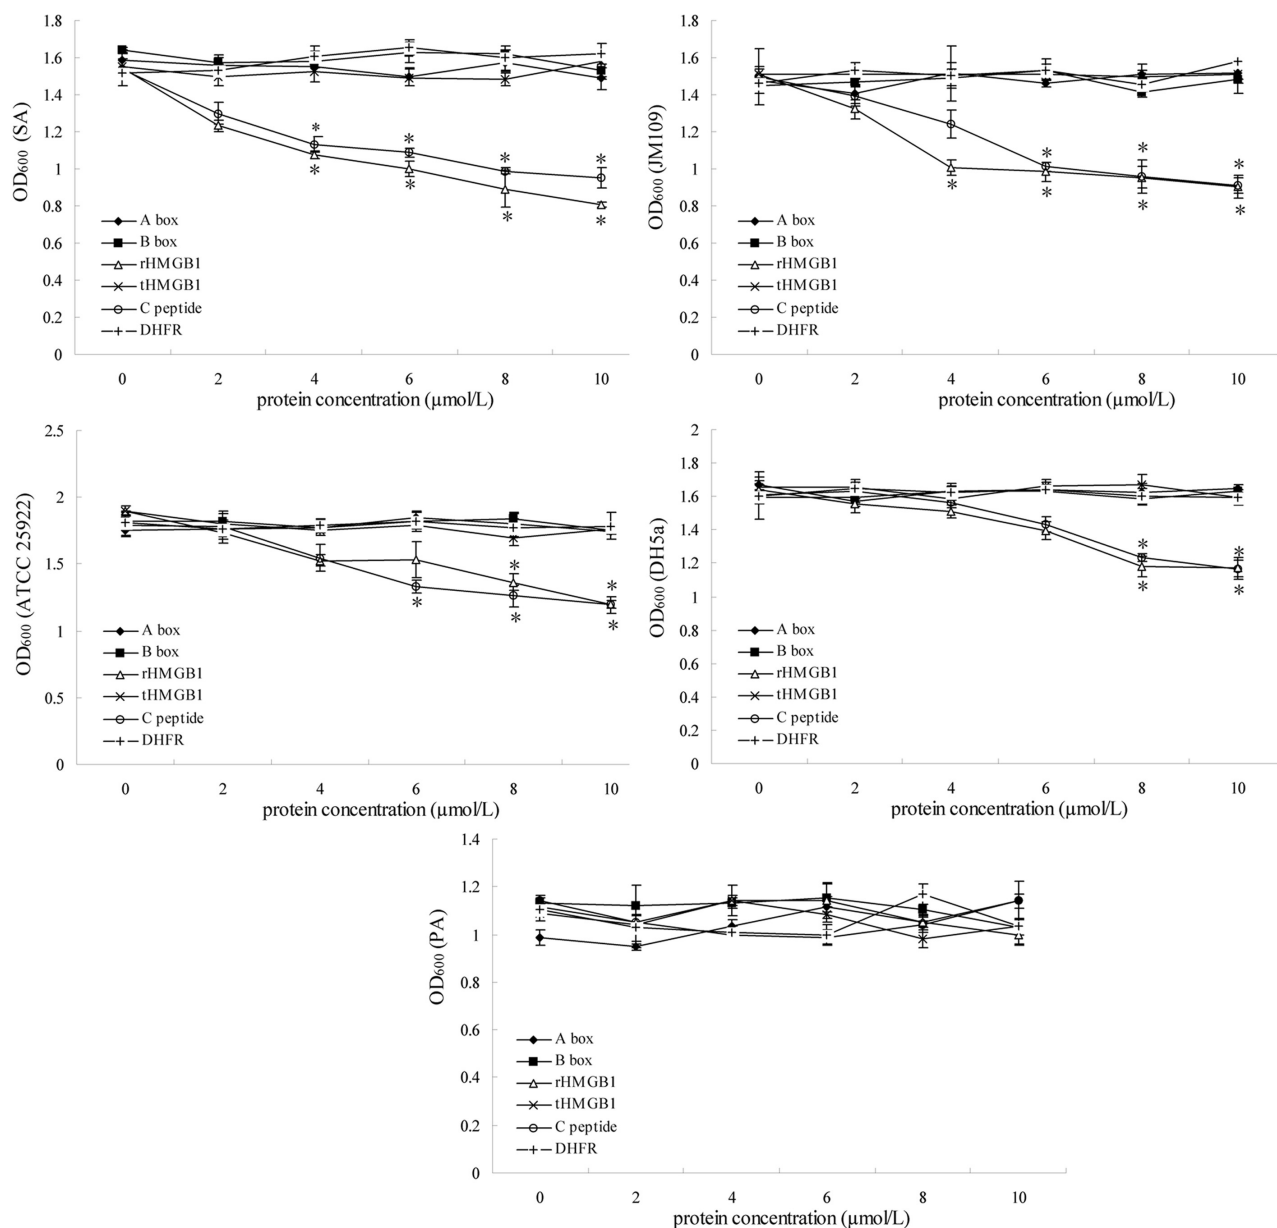 1.8
1.6
1.4
1.2
1
0.8
0.6
0.4
0.2
0
OD600 (SA)
A box
B box
rHMGB1
tHMGB1
C peptide
DHFR
* * * *
* * * *
0 2 4 6 8 10
protein concentration (µmol/L)
1.8
1.6
1.4
1.2
1
0.8
0.6
0.4
0.2
0
OD600 (JM109)
A box
B box
rHMGB1
tHMGB1
C peptide
DHFR
* * *
* * * *
0 2 4 6 8 10
protein concentration (µmol/L)
2.5
2
1.5
1
0.5
0
OD600 (ATCC 25922)
A box
B box
rHMGB1
tHMGB1
C peptide
DHFR
* *
* * *
0 2 4 6 8 10
protein concentration (µmol/L)
2
1.8
1.6
1.4
1.2
1
0.8
0.6
0.4
0.2
0
OD600 (DH5a)
A box
B box
rHMGB1
tHMGB1
C peptide
DHFR
* *
* *
0 2 4 6 8 10
protein concentration (µmol/L)
1.4
1.2
1
0.8
0.6
0.4
0.2
0
OD600 (PA)
A box
B box
rHMGB1
tHMGB1
C peptide
DHFR
0 2 4 6 8 10
protein concentration (µmol/L)